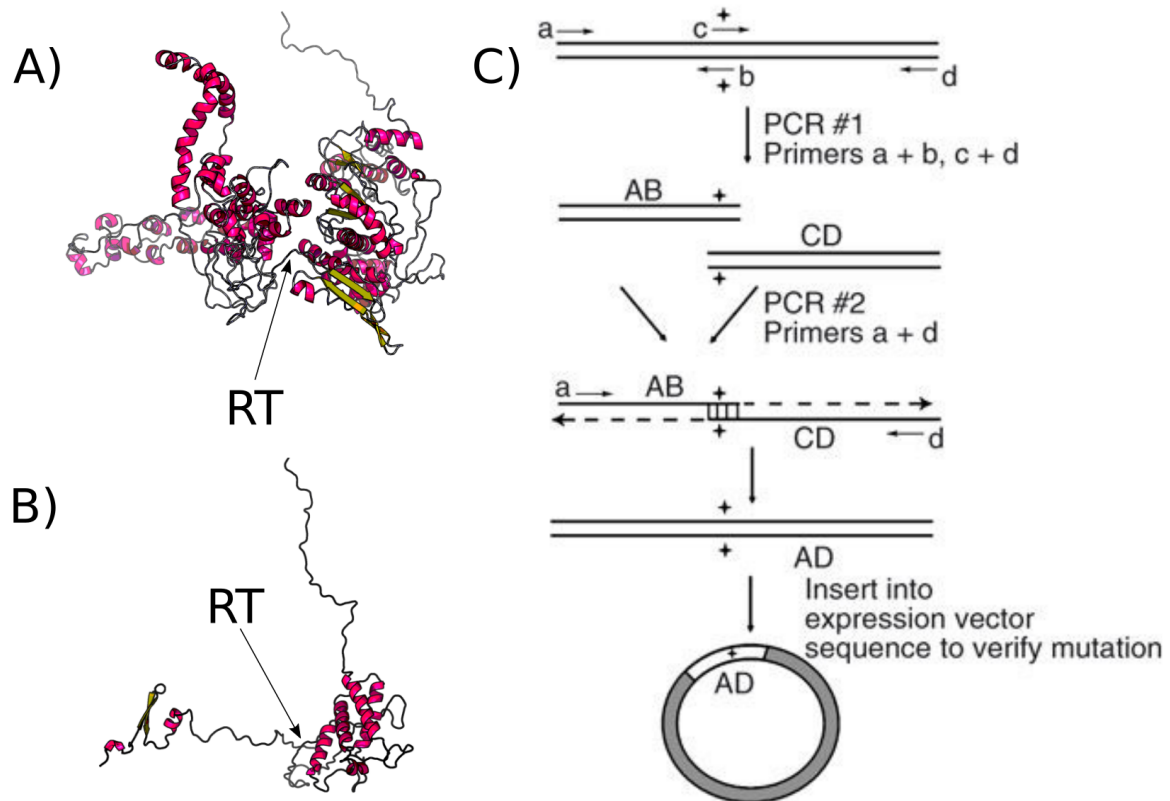 A)
RT
B)
RT
C)
a
c
b
d
PCR #1
Primers a + b, c + d
AB
CD
PCR #2
Primers a + d
a
AB
CD
d
AD
Insert into
expression vector
sequence to verify mutation
AD